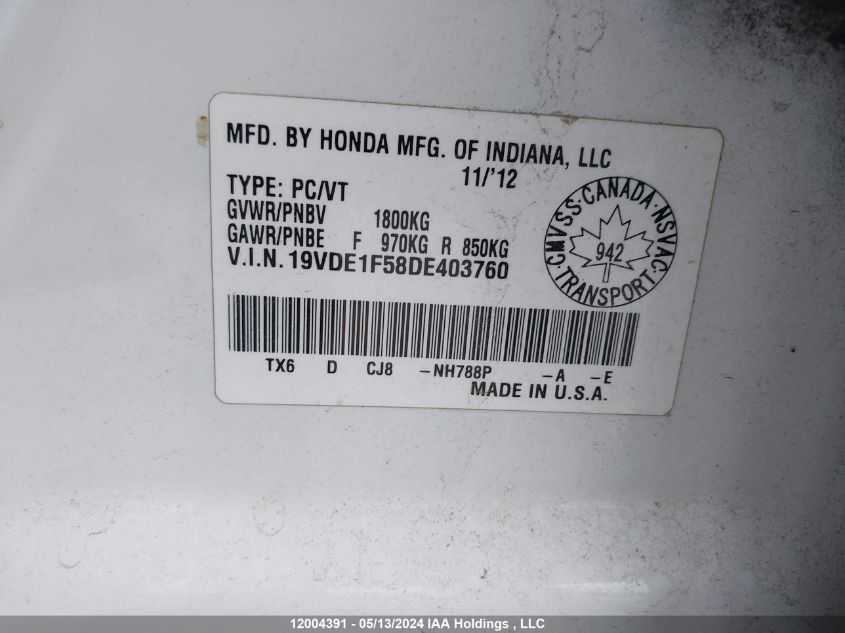 MFD. BY HONDA MFG. OF INDIANA, LLC
11/'12
TYPE: PC/VT
GVWR/PNBV 1800KG
GAWR/PNBE F 970KG R 850KG
V.I.N. 19VDE1F58DE403760
CMVSS·CANADA·NSVAC·TRANSPORT·
942
TX6 D CJ8 -NH788P -A -E
MADE IN U.S.A.
12004391 - 05/13/2024 IAA Holdings , LLC